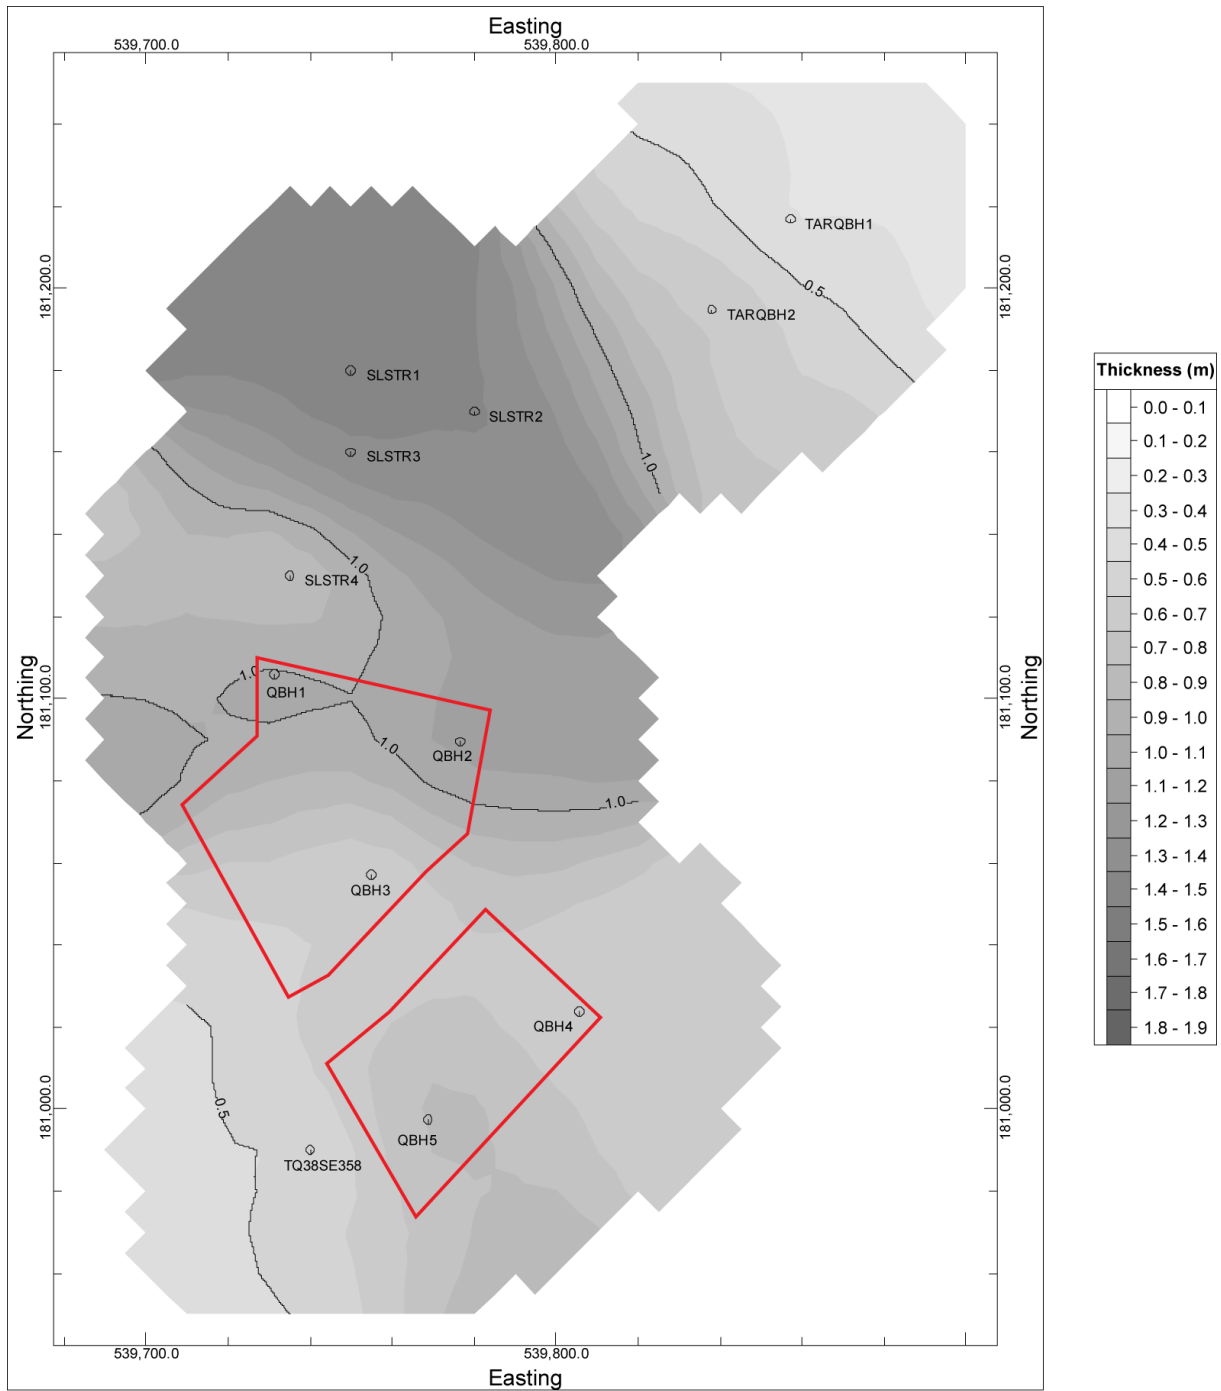 Easting
539,700.0 539,800.0
TARQBH1
181,200.0 181,200.0
0.5
TARQBH2
Thickness (m)
SLSTR1
0.0 - 0.1
SLSTR2
0.1 - 0.2
SLSTR3
1.0
0.2 - 0.3
0.3 - 0.4
0.4 - 0.5
1.0
SLSTR4
0.5 - 0.6
0.6 - 0.7
0.7 - 0.8
1.0
0.8 - 0.9
QBH1
Northing 181,100.0 181,100.0 Northing
0.9 - 1.0
1.0
QBH2
1.0 - 1.1
1.1 - 1.2
1.0
1.2 - 1.3
1.3 - 1.4
QBH3
1.4 - 1.5
1.5 - 1.6
1.6 - 1.7
1.7 - 1.8
QBH4
1.8 - 1.9
0.5
181,000.0 181,000.0
QBH5
TQ38SE358
539,700.0 539,800.0
Easting